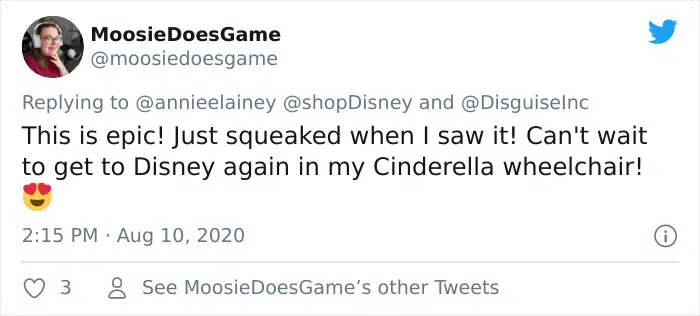 MoosieDoesGame
@moosiedoesgame
Replying to @annieelainey @shopDisney and @DisguiseInc
This is epic! Just squeaked when I saw it! Can't wait
to get to Disney again in my Cinderella wheelchair!
😍
2:15 PM · Aug 10, 2020
3
See MoosieDoesGame’s other Tweets